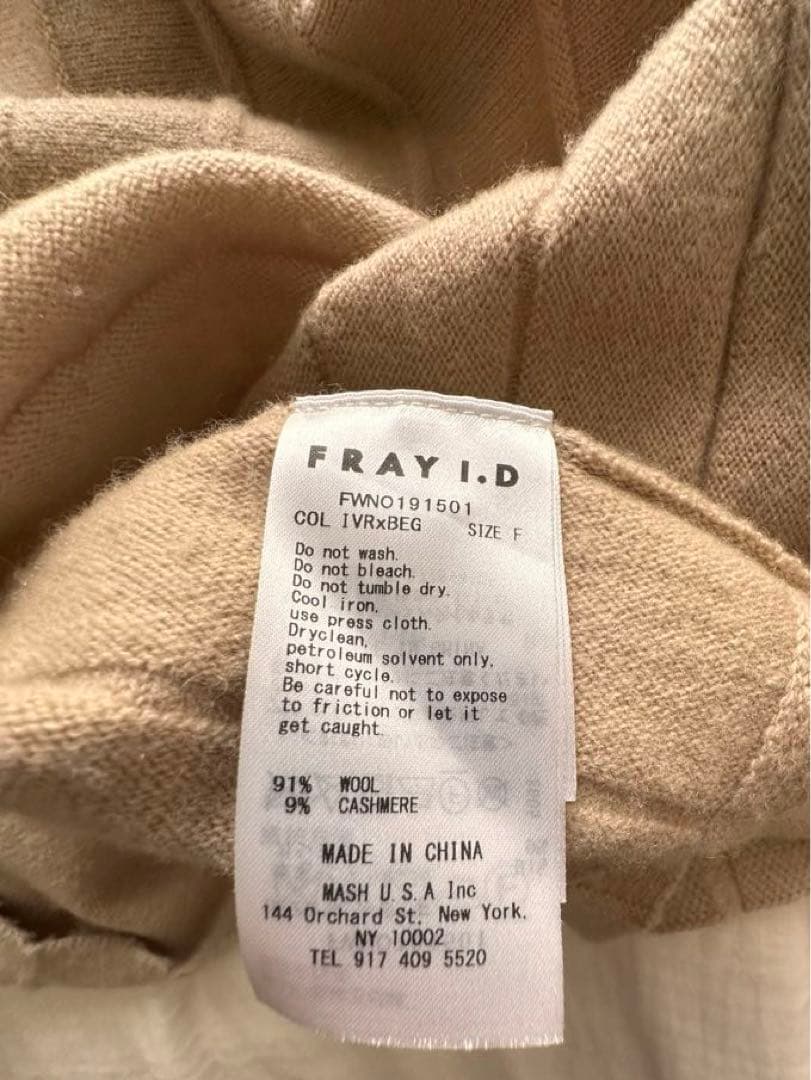 FRAY I.D
FWNO191501
COL IVRxBEG SIZE F
Do not wash.
Do not bleach.
Do not tumble dry.
Cool iron.
use press cloth.
Dryclean,
petroleum solvent only.
short cycle.
Be careful not to expose
to friction or let it
get caught.
91% WOOL
9% CASHMERE
MADE IN CHINA
MASH U.S.A Inc
144 Orchard St. New York.
NY 10002
TEL 917 409 5520